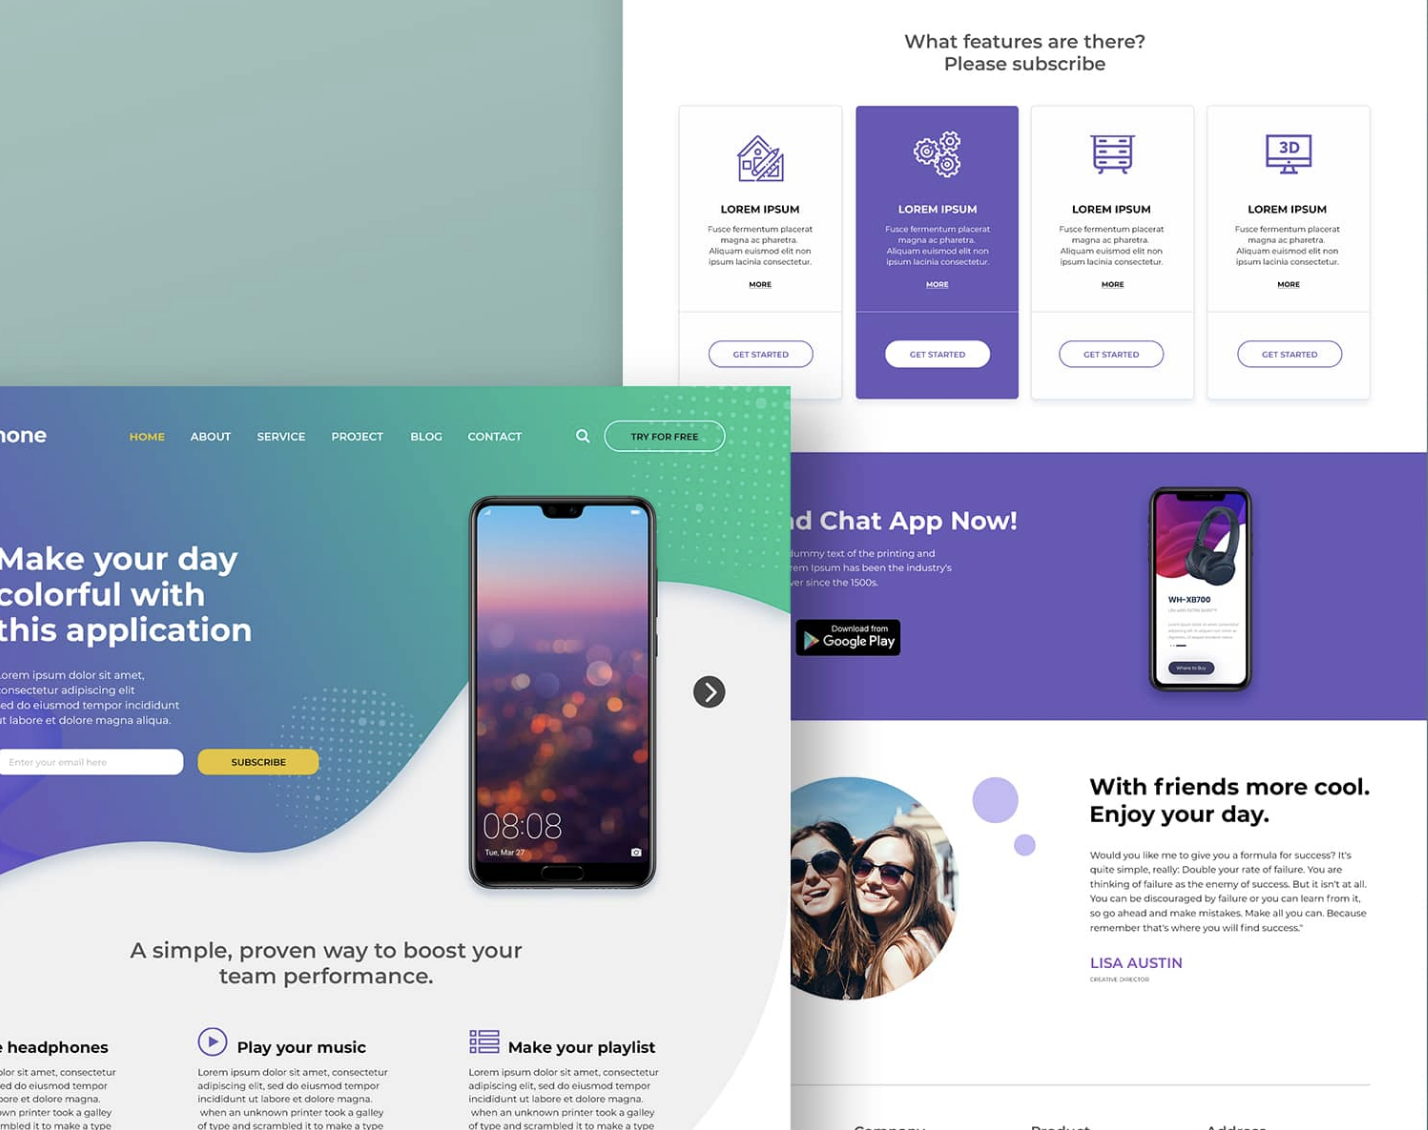 What features are there?
Please subscribe
LOREM IPSUM
Fusce fermentum placerat
magna ac pharetra.
Aliquam euismod elit non
ipsum lacinia consectetur.
MORE
GET STARTED
LOREM IPSUM
Fusce fermentum placerat
magna ac pharetra.
Aliquam euismod elit non
ipsum lacinia consectetur.
MORE
GET STARTED
LOREM IPSUM
Fusce fermentum placerat
magna ac pharetra.
Aliquam euismod elit non
ipsum lacinia consectetur.
MORE
GET STARTED
3D
LOREM IPSUM
Fusce fermentum placerat
magna ac pharetra.
Aliquam euismod elit non
ipsum lacinia consectetur.
MORE
GET STARTED
HOME ABOUT SERVICE PROJECT BLOG CONTACT TRY FOR FREE
Make your day
colorful with
this application
Lorem ipsum dolor sit amet,
consectetur adipiscing elit
sed do eiusmod tempor incididunt
ut labore et dolore magna aliqua.
Enter your email here
SUBSCRIBE
08:08
Tue, Mar 27
A simple, proven way to boost your
team performance.
headphones
sit amet, consectetur
do eiusmod tempor
et dolore magna.
printer took a galley
it to make a type
Play your music
Lorem ipsum dolor sit amet, consectetur
adipiscing elit, sed do eiusmod tempor
incididunt ut labore et dolore magna.
when an unknown printer took a galley
of type and scrambled it to make a type
Make your playlist
Lorem ipsum dolor sit amet, consectetur
adipiscing elit, sed do eiusmod tempor
incididunt ut labore et dolore magna.
when an unknown printer took a galley
of type and scrambled it to make a type
Chat App Now!
dummy text of the printing and
Ipsum has been the industry's
since the 1500s.
Download from
Google Play
WH-XB700
Where to Buy
With friends more cool.
Enjoy your day.
Would you like me to give you a formula for success? It's
quite simple, really: Double your rate of failure. You are
thinking of failure as the enemy of success. But it isn't at all.
You can be discouraged by failure or you can learn from it,
so go ahead and make mistakes. Make all you can. Because
remember that's where you will find success."
LISA AUSTIN
CREATIVE DIRECTOR
Company Product Address